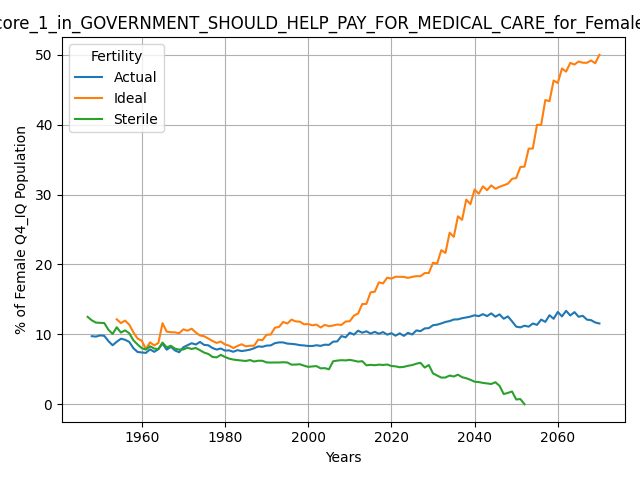 core_1_in_GOVERNMENT_SHOULD_HELP_PAY_FOR_MEDICAL_CARE_for_Female
Fertility
Actual
Ideal
Sterile
% of Female Q4_IQ Population
50
40
30
20
10
0
1960 1980 2000 2020 2040 2060
Years